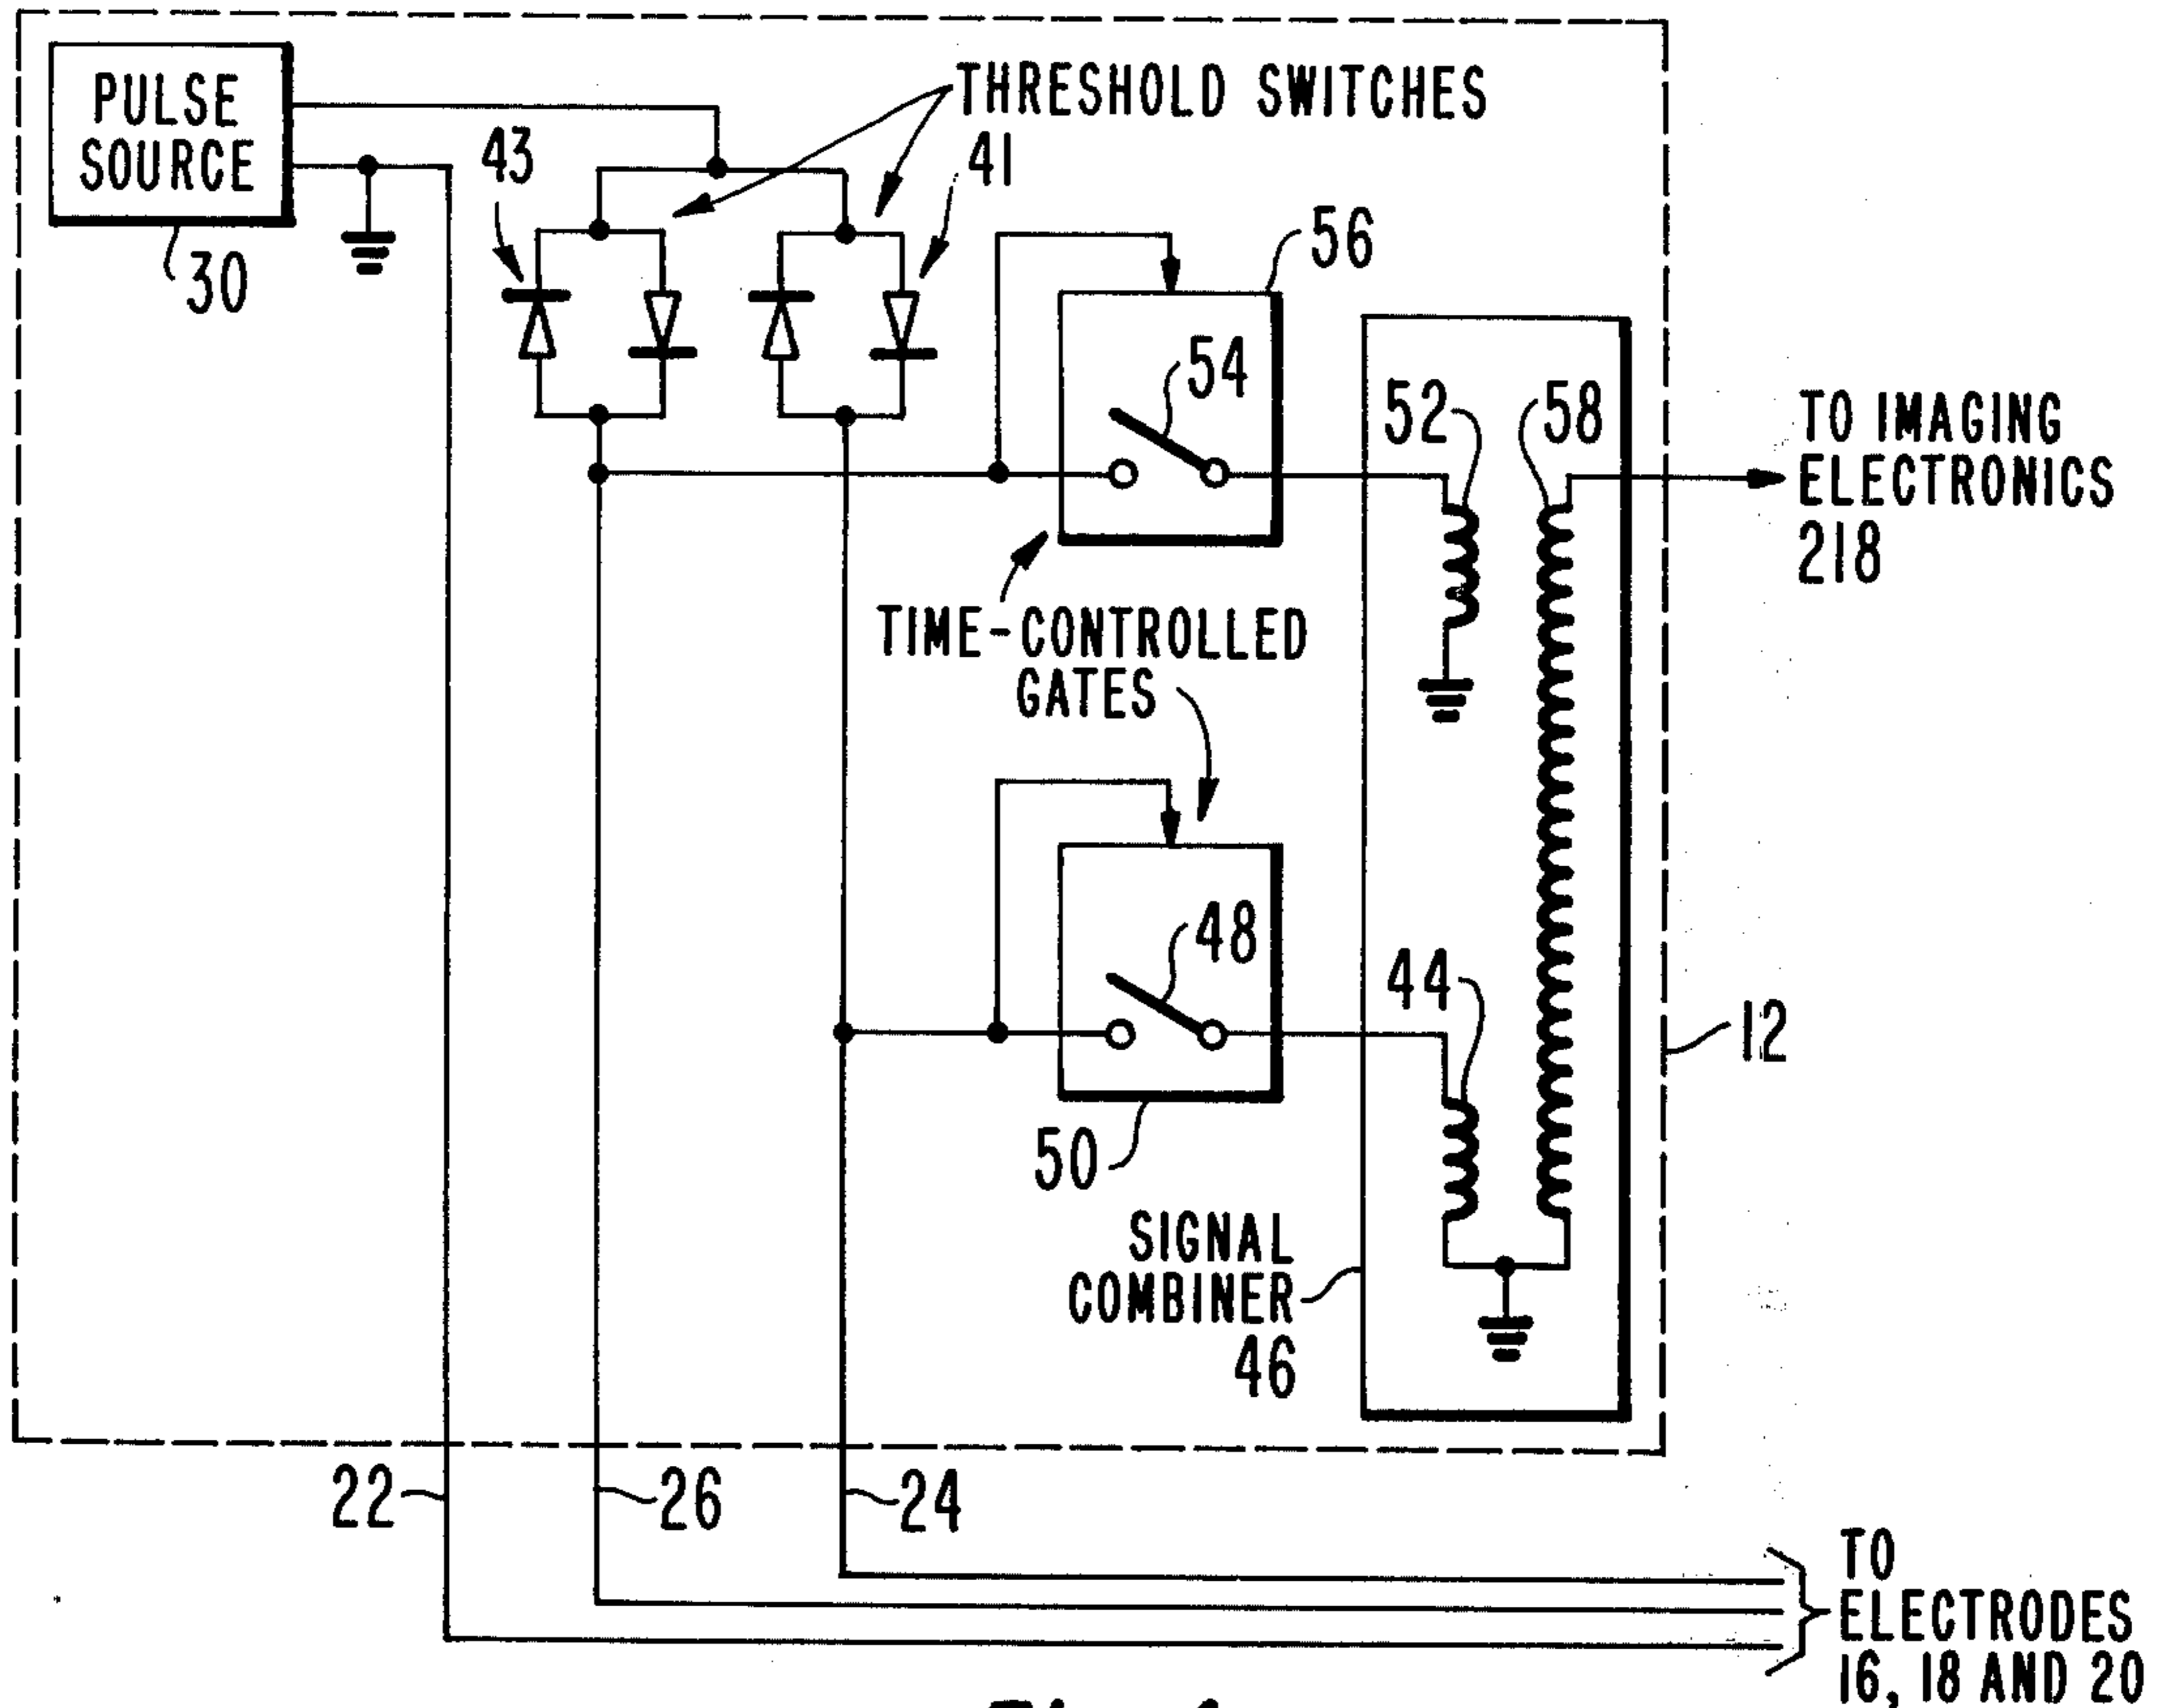 PULSE
SOURCE
30
43
THRESHOLD SWITCHES
41
56
54
52
58
TO IMAGING
ELECTRONICS
218
TIME-CONTROLLED
GATES
48
44
12
50
SIGNAL
COMBINER
46
22
26
24
TO
ELECTRODES
16, 18 AND 20